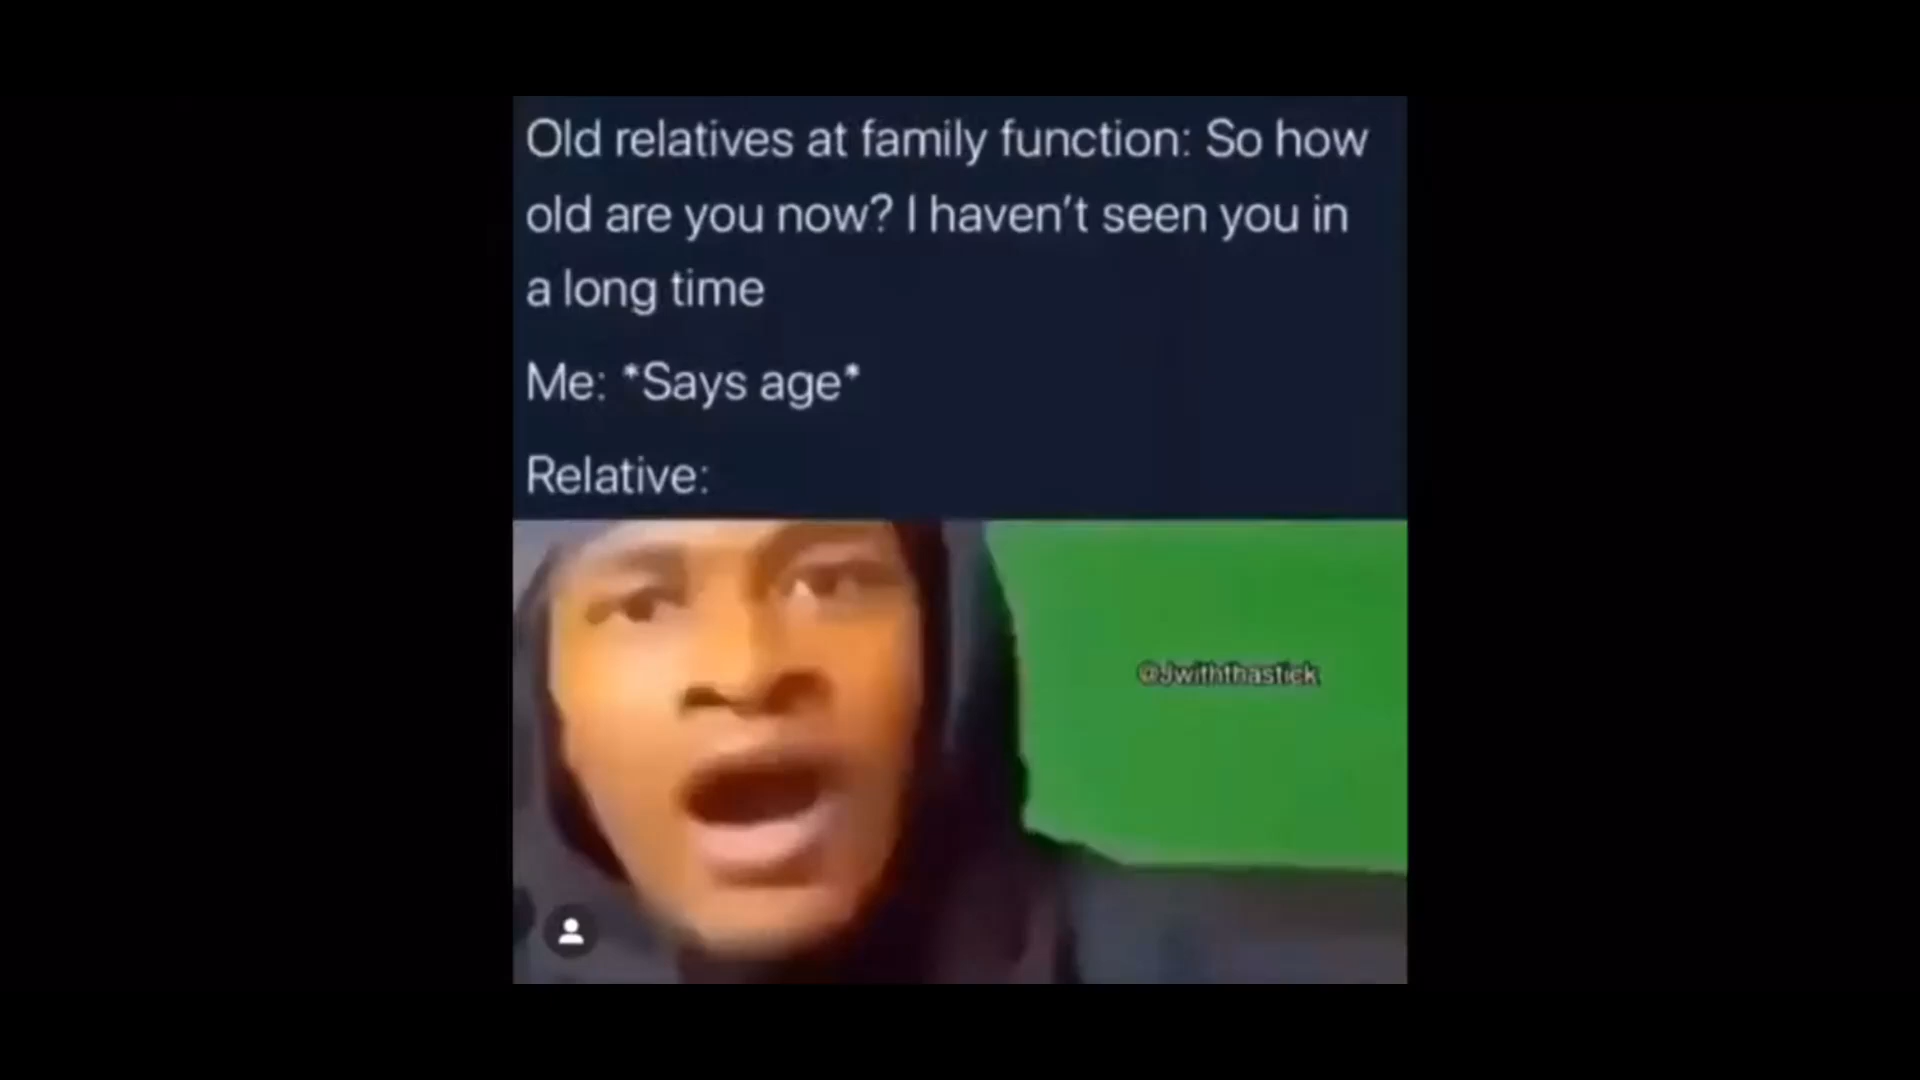 Old relatives at family function: So how
old are you now? I haven't seen you in
a long time
Me: *Says age*
Relative:
@Jwiththastick